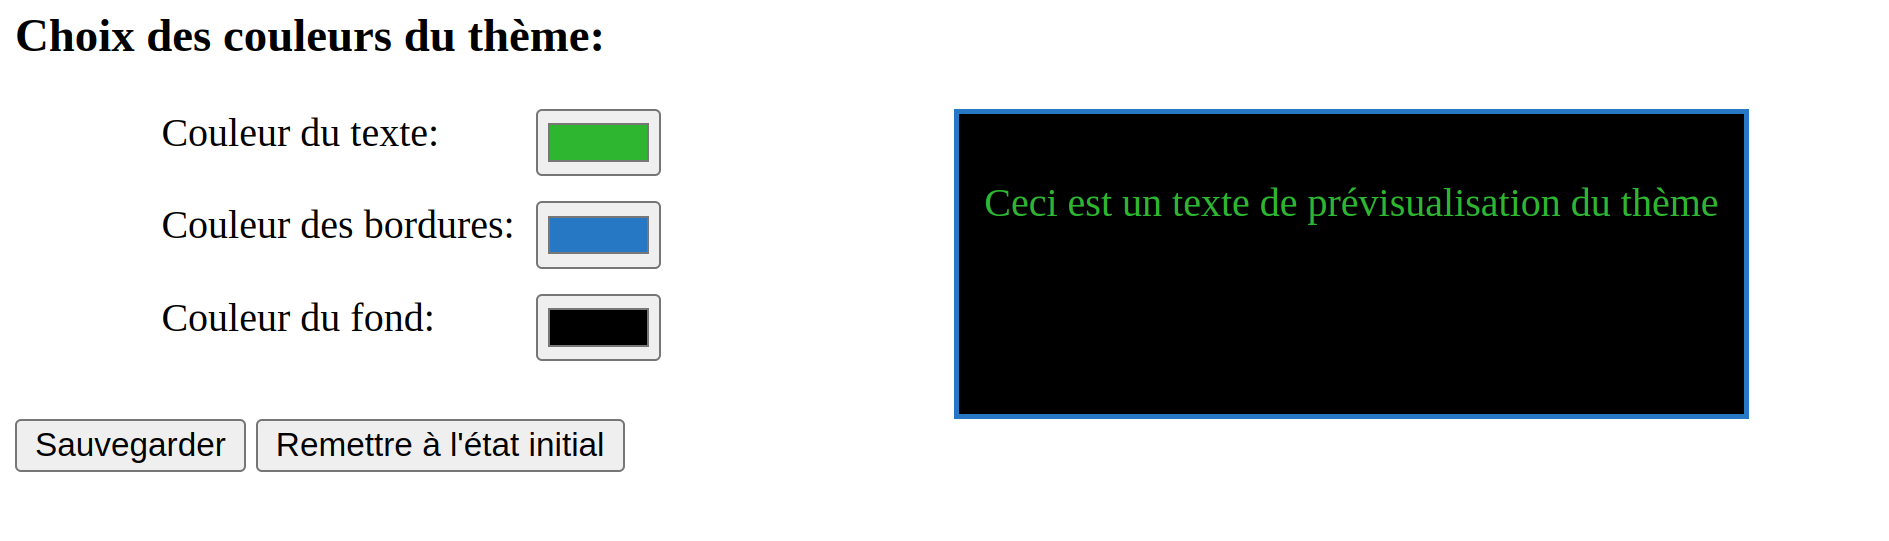 Choix des couleurs du thème:
Couleur du texte:
Couleur des bordures:
Couleur du fond:
Ceci est un texte de prévisualisation du thème
Sauvegarder
Remettre à l'état initial